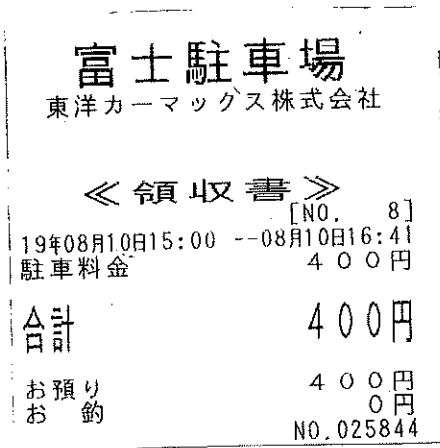 富士駐車場
東洋カーマックス株式会社
≪領収書≫
[NO. 8]
19年08月10日15:00 --08月10日16:41
駐車料金 400円
合計 400円
お預り 400円
お釣 0円
NO.025844